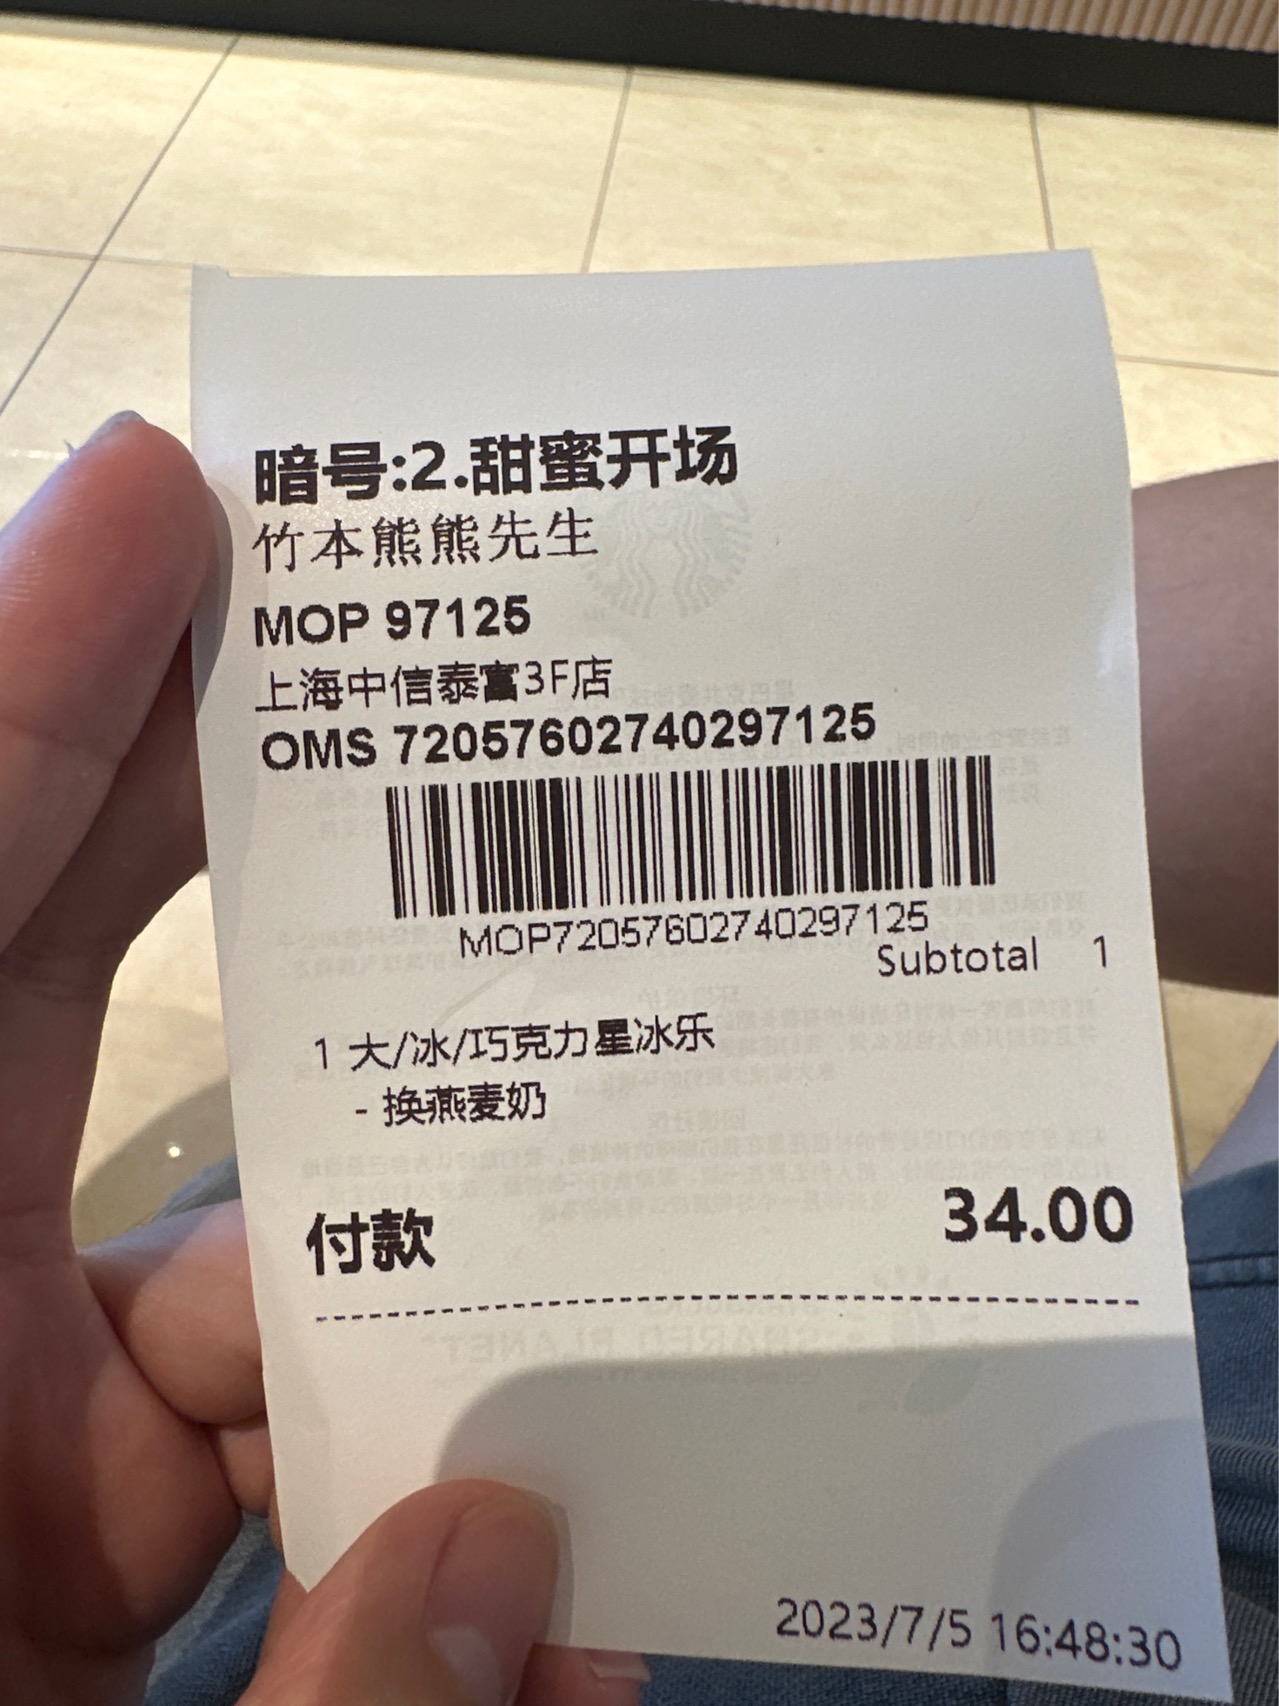 暗号:2.甜蜜开场
竹本熊熊先生
MOP 97125
上海中信泰富3F店
OMS 72057602740297125
MOP72057602740297125
Subtotal 1
1 大/冰/巧克力星冰乐
- 换燕麦奶
付款 34.00
2023/7/5 16:48:30